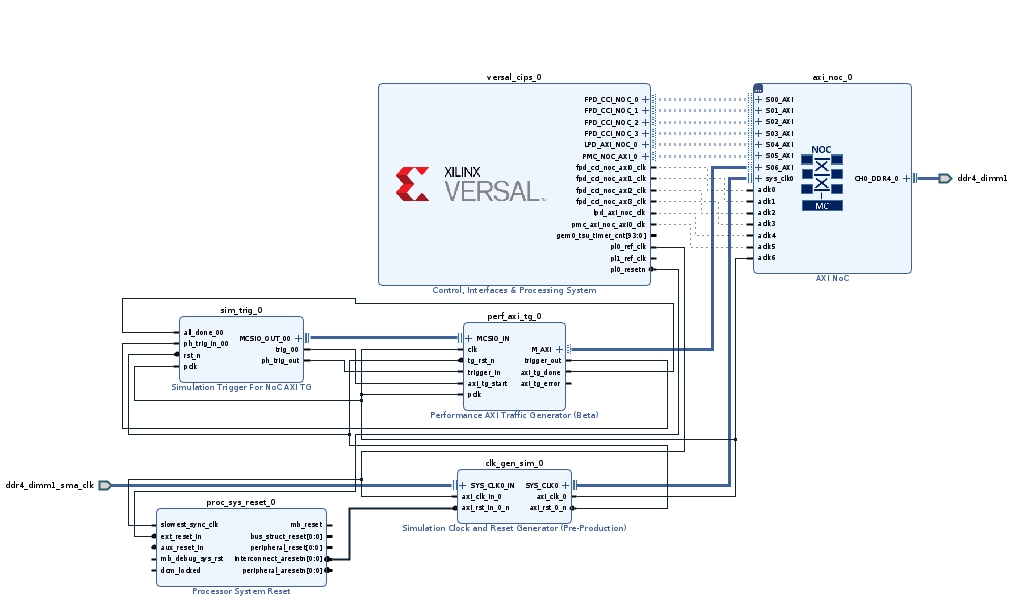 versal_cips_0
axi_noc_0
FPD_CCI_NOC_0
FPD_CCI_NOC_1
FPD_CCI_NOC_2
FPD_CCI_NOC_3
LPD_AXI_NOC_0
PMC_NOC_AXI_0
fpd_cci_noc_axi0_clk
fpd_cci_noc_axi1_clk
fpd_cci_noc_axi2_clk
fpd_cci_noc_axi3_clk
lpd_axi_noc_clk
pmc_axi_noc_axi0_clk
gem0_tsu_timer_cnt[93:0]
pl0_ref_clk
pl1_ref_clk
pl0_resetn
XILINX
VERSAL
Control, Interfaces & Processing System
S00_AXI
S01_AXI
S02_AXI
S03_AXI
S04_AXI
S05_AXI
S06_AXI
sys_clk0
aclk0
aclk1
aclk2
aclk3
aclk4
aclk5
aclk6
NOC
MC
CH0_DDR4_0
ddr4_dimm1
AXI NoC
sim_trig_0
all_done_00
ph_trig_in_00
rst_n
pclk
MCSIO_OUT_00
trig_00
ph_trig_out
Simulation Trigger For NoC AXI TG
perf_axi_tg_0
MCSIO_IN
clk
tg_rst_n
trigger_in
axi_tg_start
pclk
M_AXI
trigger_out
axi_tg_done
axi_tg_error
Performance AXI Traffic Generator (Beta)
ddr4_dimm1_sma_clk
clk_gen_sim_0
SYS_CLK0_IN
axi_clk_in_0
axi_rst_in_0_n
SYS_CLK0
axi_clk_0
axi_rst_0_n
Simulation Clock and Reset Generator (Pre-Production)
proc_sys_reset_0
slowest_sync_clk
ext_reset_in
aux_reset_in
mb_debug_sys_rst
dcm_locked
mb_reset
bus_struct_reset[0:0]
peripheral_reset[0:0]
interconnect_aresetn[0:0]
peripheral_aresetn[0:0]
Processor System Reset